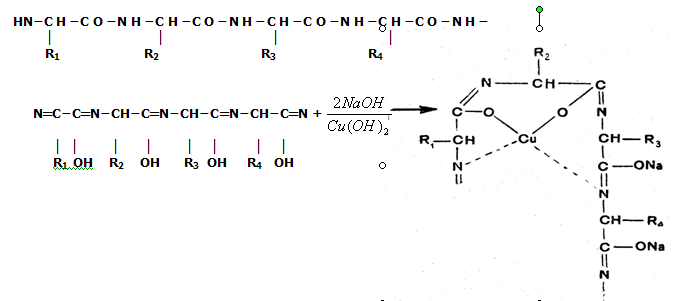 HN – CH – CO – NH – CH – CO – NH – CH – CO – NH – CH – CO – NH –
R1 R2 R3 R4
N=C – C=N – CH – C=N – CH – C=N – CH – C=N + 2NaOH
Cu(OH)2
R1 OH R2 OH R3 OH R4 OH
R2
N CH C
C O O N
R1 CH Cu CH R3
N C ONa
N
CH R4
C ONa
N